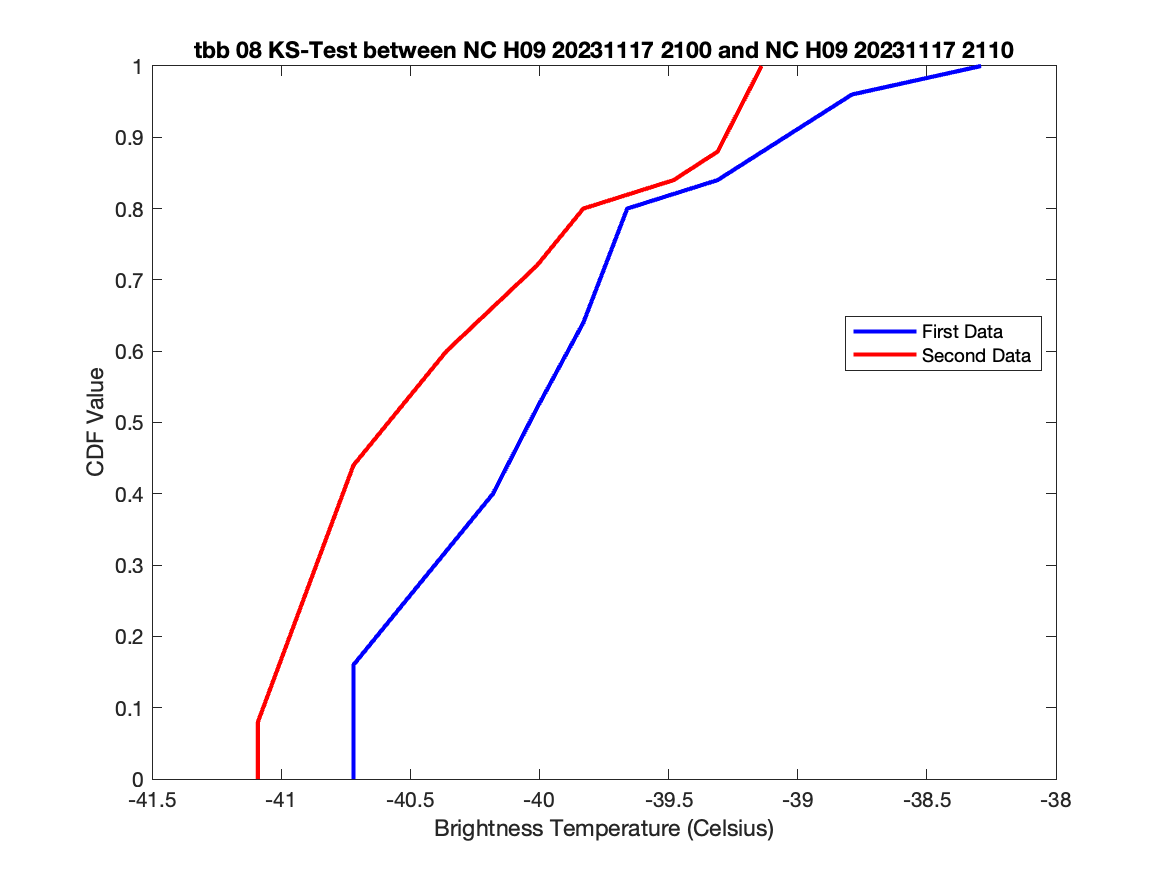 tbb 08 KS-Test between NC H09 20231117 2100 and NC H09 20231117 2110
1
0.9
0.8
0.7
0.6
0.5
0.4
0.3
0.2
0.1
0
CDF Value
First Data
Second Data
-41.5 -41 -40.5 -40 -39.5 -39 -38.5 -38
Brightness Temperature (Celsius)